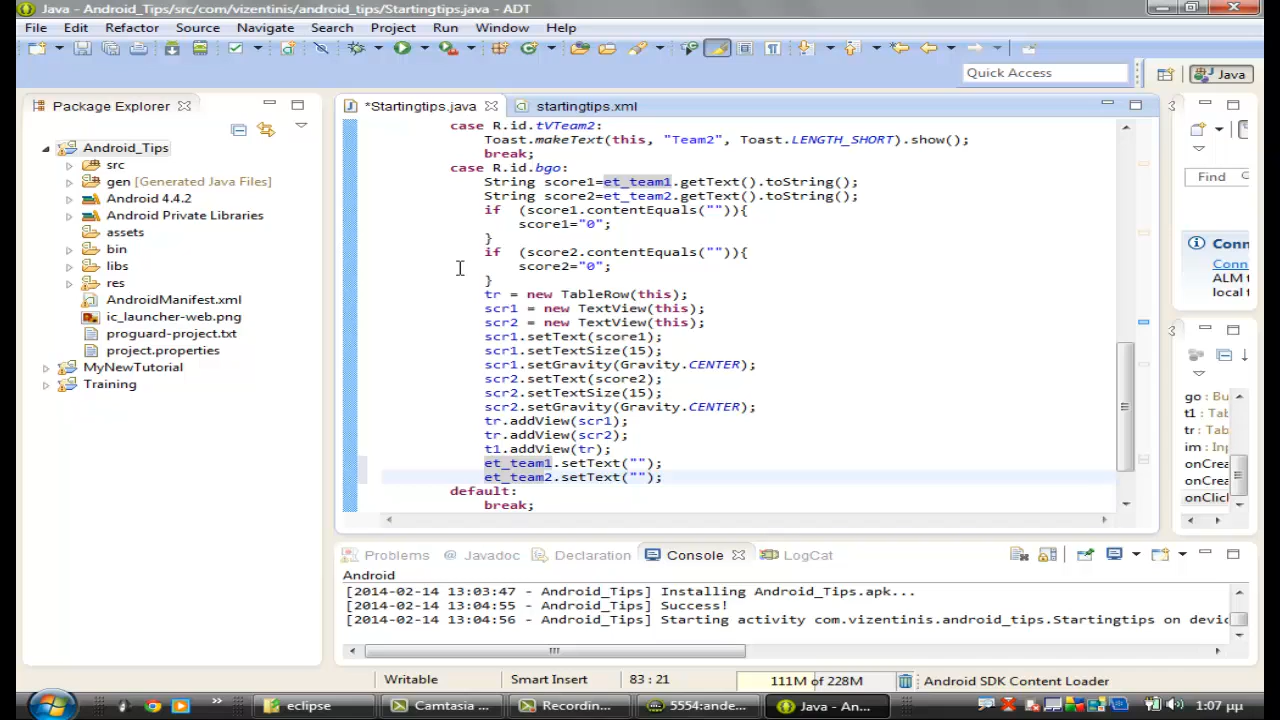 Java - Android_Tips/src/com/vizentinis/android_tips/Startingtips.java - ADT
File Edit Refactor Source Navigate Search Project Run Window Help
Quick Access
Java
Package Explorer
Android_Tips
src
gen [Generated Java Files]
Android 4.4.2
Android Private Libraries
assets
bin
libs
res
AndroidManifest.xml
ic_launcher-web.png
proguard-project.txt
project.properties
MyNewTutorial
Training
*Startingtips.java
startingtips.xml
case R.id.tVTeam2:
Toast.makeText(this, "Team2", Toast.LENGTH_SHORT).show();
break;
case R.id.bgo:
String score1=et_team1.getText().toString();
String score2=et_team2.getText().toString();
if (score1.contentEquals("")){
score1="0";
}
if (score2.contentEquals("")){
score2="0";
}
tr = new TableRow(this);
scr1 = new TextView(this);
scr2 = new TextView(this);
scr1.setText(score1);
scr1.setTextSize(15);
scr1.setGravity(Gravity.CENTER);
scr2.setText(score2);
scr2.setTextSize(15);
scr2.setGravity(Gravity.CENTER);
tr.addView(scr1);
tr.addView(scr2);
t1.addView(tr);
et_team1.setText("");
et_team2.setText("");
default:
break;
Find
Conn
Conn
ALM t
local t
go : Bu
t1 : Tab
tr : Tab
im : Inp
onCrea
onCrea
onClick
Problems @ Javadoc Declaration Console LogCat
Android
[2014-02-14 13:03:47 - Android_Tips] Installing Android_Tips.apk...
[2014-02-14 13:04:55 - Android_Tips] Success!
[2014-02-14 13:04:56 - Android_Tips] Starting activity com.vizentinis.android_tips.Startingtips on devic
Writable Smart Insert 83 : 21 111M of 228M Android SDK Content Loader
eclipse Camtasia ... Recordin... 5554:ande... Java - An... 1:07 μμ